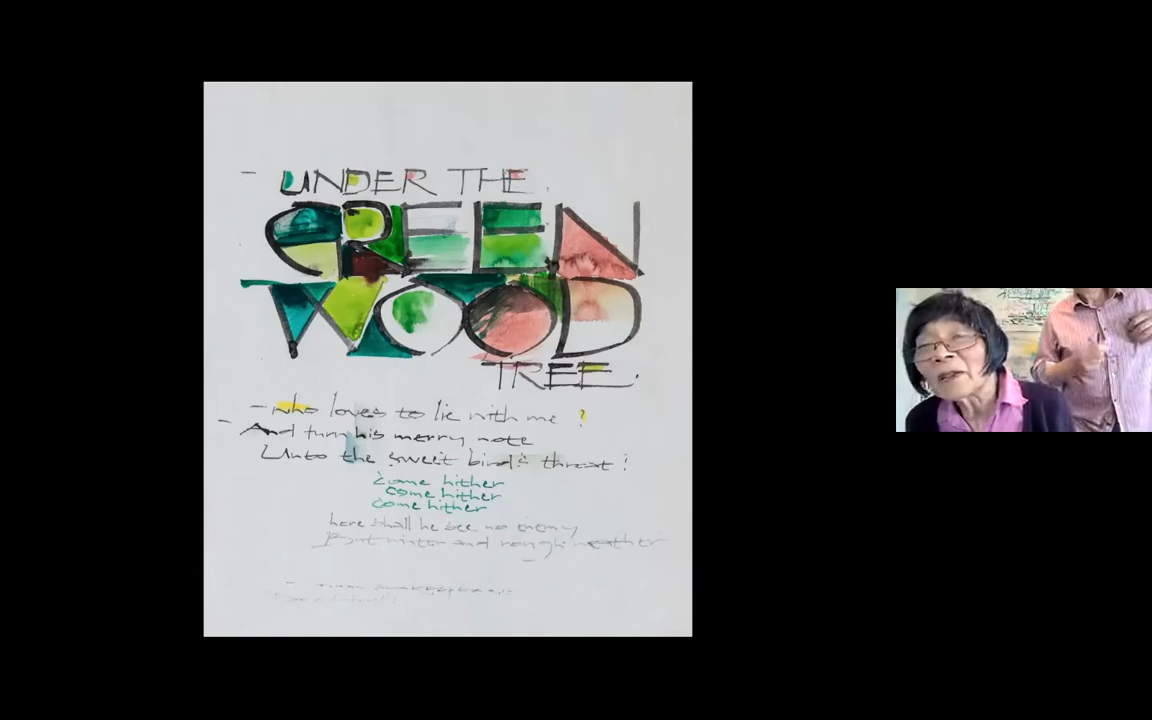 - UNDER THE
GREEN
WOOD
TREE.
- who loves to lie with me ?
- And turn his merry note
Unto the sweet bird's throat !
come hither
come hither
come hither
here shall he see no enemy
But winter and rough weather